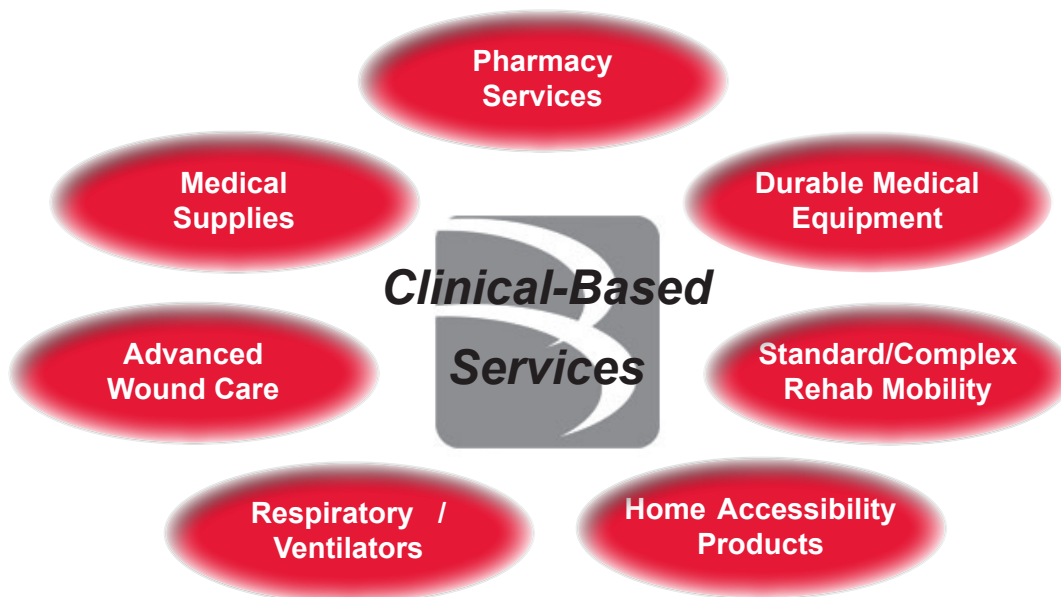 Pharmacy
Services
Medical
Supplies
Durable Medical
Equipment
Clinical-Based
Services
Advanced
Wound Care
Standard/Complex
Rehab Mobility
Respiratory /
Ventilators
Home Accessibility
Products